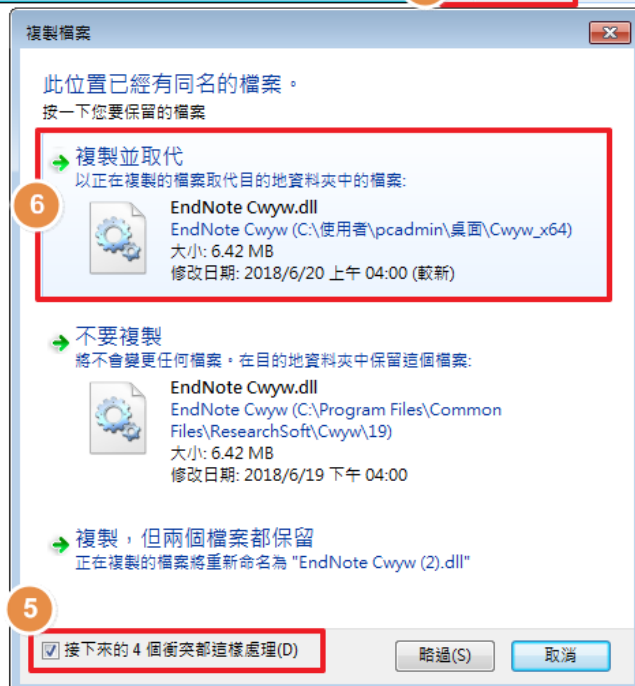 複製檔案
此位置已經有同名的檔案。
按一下您要保留的檔案
複製並取代
以正在複製的檔案取代目的地資料夾中的檔案:
6
EndNote Cwyw.dll
EndNote Cwyw (C:\使用者\pcadmin\桌面\Cwyw_x64)
大小: 6.42 MB
修改日期: 2018/6/20 上午 04:00 (較新)
不要複製
將不會變更任何檔案。在目的地資料夾中保留這個檔案:
EndNote Cwyw.dll
EndNote Cwyw (C:\Program Files\Common
Files\ResearchSoft\Cwyw\19)
大小: 6.42 MB
修改日期: 2018/6/19 下午 04:00
複製，但兩個檔案都保留
正在複製的檔案將重新命名為 "EndNote Cwyw (2).dll"
5
接下來的 4 個衝突都這樣處理(D)
略過(S)
取消